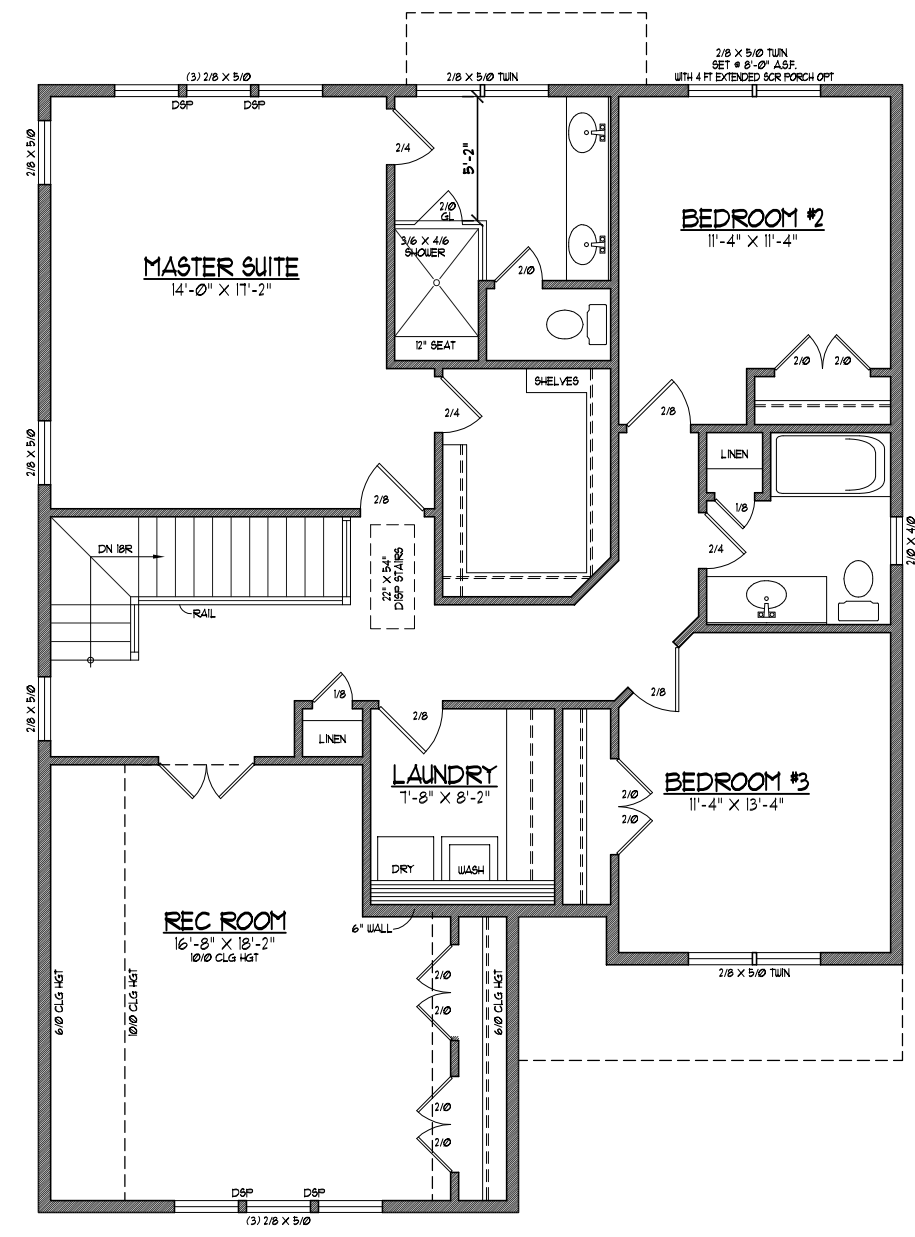 2/8 X 5/0 TWIN
SET @ 8'-0" A.S.F.
WITH 4 FT EXTENDED SCR PORCH OPT
(3) 2/8 X 5/0
2/8 X 5/0 TWIN
DSP
DSP
2/8 X 5/0
2/4
5'-2"
2/0
GL
3/6 X 4/6
SHOWER
2/0
12" SEAT
MASTER SUITE
14'-0" X 17'-2"
BEDROOM #2
11'-4" X 11'-4"
2/0
2/0
SHELVES
2/4
2/8
2/8 X 5/0
LINEN
2/8
1/8
2/4
2/0 X 4/0
DN 18R
22" X 54"
DISP STAIRS
RAIL
2/8 X 5/0
1/8
LINEN
2/8
2/8
LAUNDRY
7'-8" X 8'-2"
BEDROOM #3
11'-4" X 13'-4"
2/0
2/0
DRY
WASH
6" WALL
REC ROOM
16'-8" X 18'-2"
10/0 CLG HGT
6/0 CLG HGT
10/0 CLG HGT
2/0
2/0
6/0 CLG HGT
2/8 X 5/0 TWIN
2/0
2/0
DSP
DSP
(3) 2/8 X 5/0